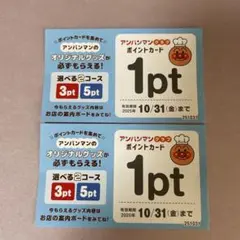 ポイントカードを集めて
アンパンマンの
オリジナルグッズが
必ずもらえる!
選べる2コース
3pt 5pt
今もらえるグッズ内容は
お店の案内ボードをみてね!
アンパンマンクラブ
ポイントカード
1pt
有効期限
2025年
10/31(金)まで
ポイントカードを集めて
アンパンマンの
オリジナルグッズが
必ずもらえる!
選べる2コース
3pt 5pt
今もらえるグッズ内容は
お店の案内ボードをみてね!
アンパンマンクラブ
ポイントカード
1pt
有効期限
2025年
10/31(金)まで